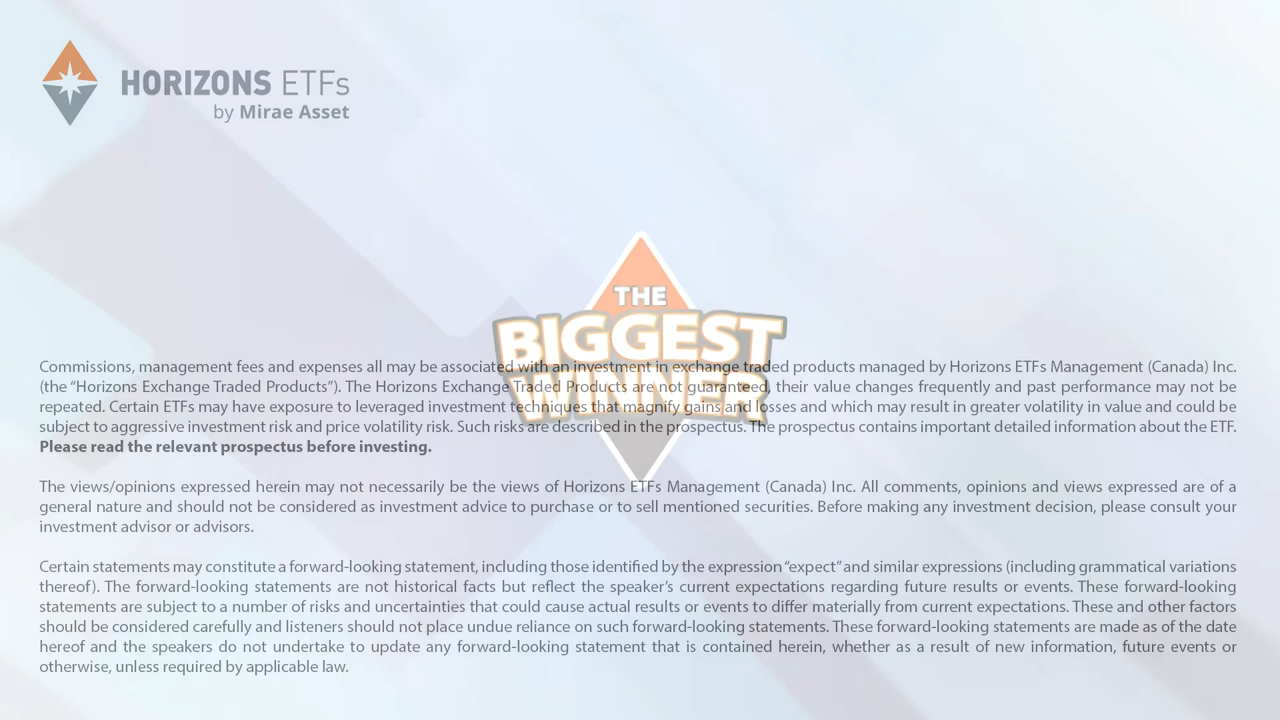 HORIZONS ETFs
by Mirae Asset
THE
BIGGEST
WINNER
Commissions, management fees and expenses all may be associated with an investment in exchange traded products managed by Horizons ETFs Management (Canada) Inc.
(the “Horizons Exchange Traded Products”). The Horizons Exchange Traded Products are not guaranteed, their value changes frequently and past performance may not be
repeated. Certain ETFs may have exposure to leveraged investment techniques that magnify gains and losses and which may result in greater volatility in value and could be
subject to aggressive investment risk and price volatility risk. Such risks are described in the prospectus. The prospectus contains important detailed information about the ETF.
Please read the relevant prospectus before investing.
The views/opinions expressed herein may not necessarily be the views of Horizons ETFs Management (Canada) Inc. All comments, opinions and views expressed are of a
general nature and should not be considered as investment advice to purchase or to sell mentioned securities. Before making any investment decision, please consult your
investment advisor or advisors.
Certain statements may constitute a forward-looking statement, including those identified by the expression “expect” and similar expressions (including grammatical variations
thereof). The forward-looking statements are not historical facts but reflect the speaker’s current expectations regarding future results or events. These forward-looking
statements are subject to a number of risks and uncertainties that could cause actual results or events to differ materially from current expectations. These and other factors
should be considered carefully and listeners should not place undue reliance on such forward-looking statements. These forward-looking statements are made as of the date
hereof and the speakers do not undertake to update any forward-looking statement that is contained herein, whether as a result of new information, future events or
otherwise, unless required by applicable law.